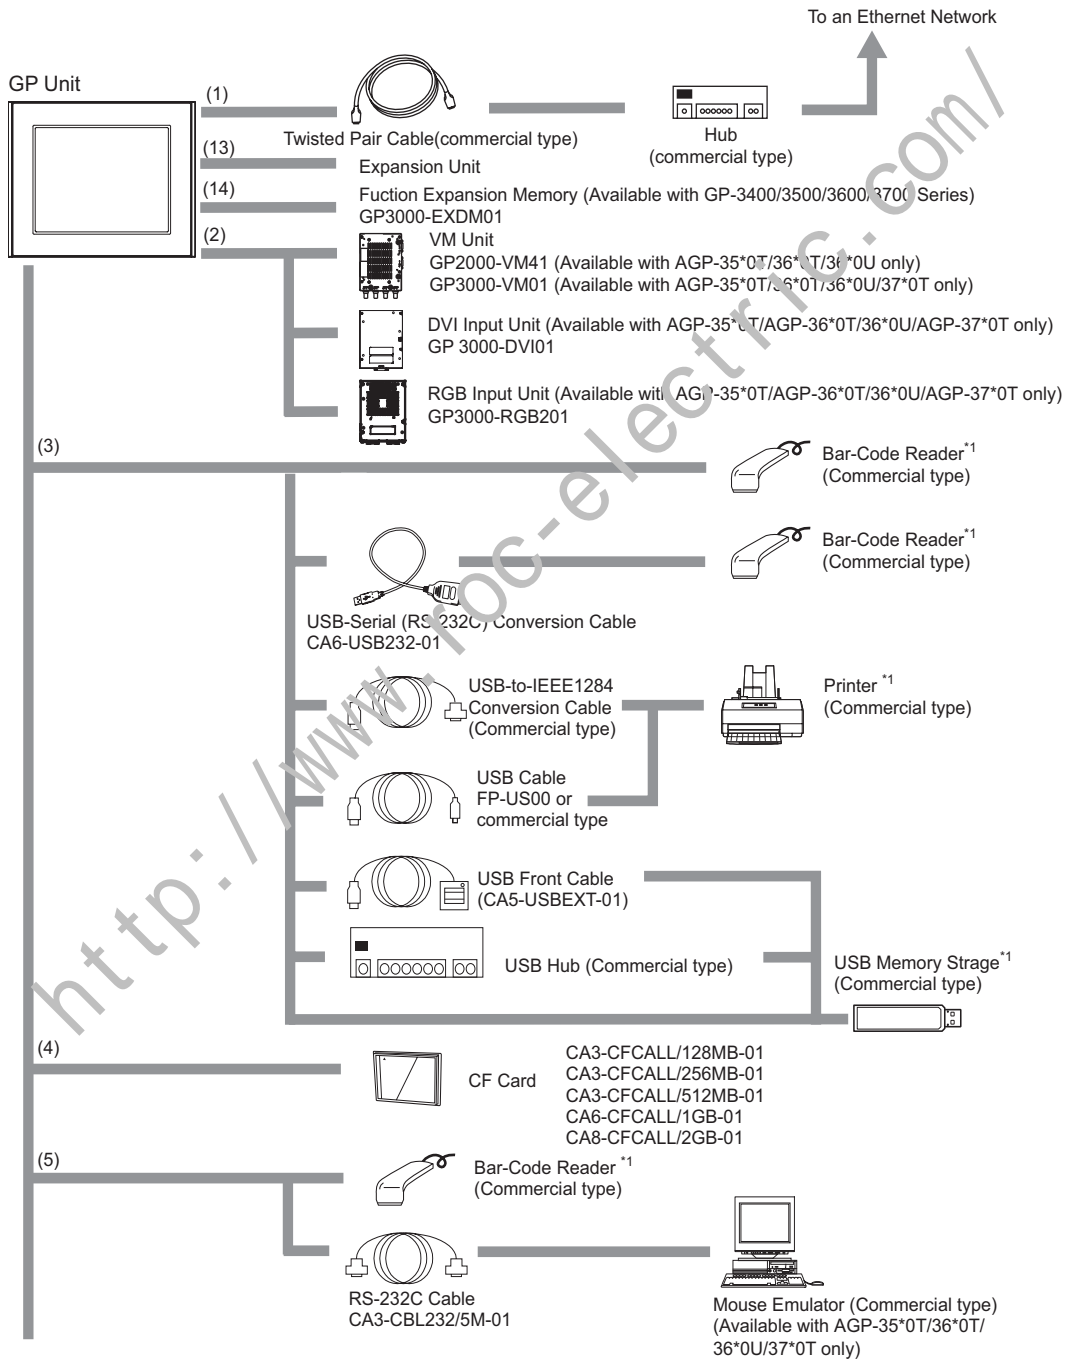 To an Ethernet Network
GP Unit
(1)
Twisted Pair Cable(commercial type)
Hub
(commercial type)
(13)
Expansion Unit
(14)
Fuction Expansion Memory (Available with GP-3400/3500/3600/3700 Series)
GP3000-EXDM01
(2)
VM Unit
GP2000-VM41 (Available with AGP-35*0T/36*0T/36*0U only)
GP3000-VM01 (Available with AGP-35*0T/36*0T/36*0U/37*0T only)
DVI Input Unit (Available with AGP-35*0T/AGP-36*0T/36*0U/AGP-37*0T only)
GP 3000-DVI01
RGB Input Unit (Available with AGP-35*0T/AGP-36*0T/36*0U/AGP-37*0T only)
GP3000-RGB201
(3)
Bar-Code Reader*1
(Commercial type)
Bar-Code Reader*1
(Commercial type)
USB-Serial (RS-232C) Conversion Cable
CA6-USB232-01
USB-to-IEEE1284
Conversion Cable
(Commercial type)
Printer *1
(Commercial type)
USB Cable
FP-US00 or
commercial type
USB Front Cable
(CA5-USBEXT-01)
USB Hub (Commercial type)
USB Memory Strage*1
(Commercial type)
(4)
CF Card
CA3-CFCALL/128MB-01
CA3-CFCALL/256MB-01
CA3-CFCALL/512MB-01
CA6-CFCALL/1GB-01
CA8-CFCALL/2GB-01
(5)
Bar-Code Reader *1
(Commercial type)
RS-232C Cable
CA3-CBL232/5M-01
Mouse Emulator (Commercial type)
(Available with AGP-35*0T/36*0T/
36*0U/37*0T only)
http://www.roc-electric.com/